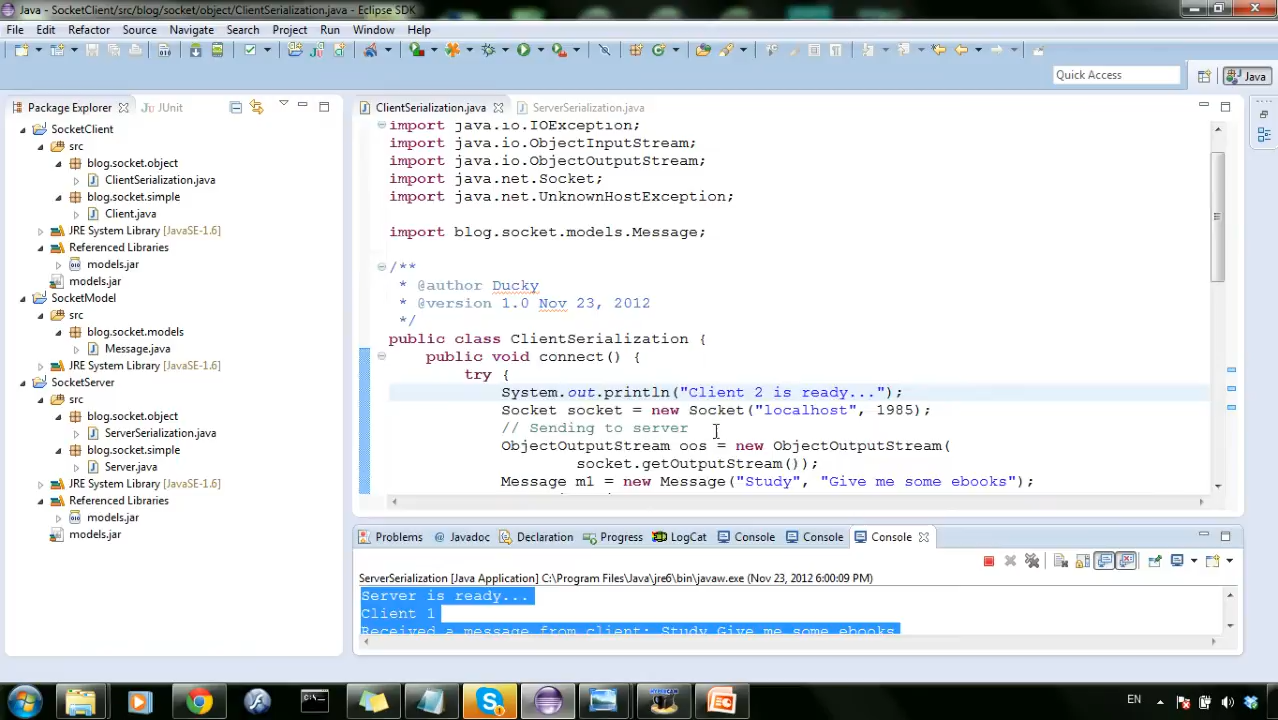 Java - SocketClient/src/blog/socket/object/ClientSerialization.java - Eclipse SDK
File Edit Refactor Source Navigate Search Project Run Window Help
Quick Access
Java
Package Explorer
JUnit
ClientSerialization.java
ServerSerialization.java
SocketClient
src
blog.socket.object
ClientSerialization.java
blog.socket.simple
Client.java
JRE System Library [JavaSE-1.6]
Referenced Libraries
models.jar
models.jar
SocketModel
src
blog.socket.models
Message.java
JRE System Library [JavaSE-1.6]
SocketServer
src
blog.socket.object
ServerSerialization.java
blog.socket.simple
Server.java
JRE System Library [JavaSE-1.6]
Referenced Libraries
models.jar
models.jar
import java.io.IOException;
import java.io.ObjectInputStream;
import java.io.ObjectOutputStream;
import java.net.Socket;
import java.net.UnknownHostException;
import blog.socket.models.Message;
/**
* @author Ducky
* @version 1.0 Nov 23, 2012
*/
public class ClientSerialization {
public void connect() {
try {
System.out.println("Client 2 is ready...");
Socket socket = new Socket("localhost", 1985);
// Sending to server
ObjectOutputStream oos = new ObjectOutputStream(
socket.getOutputStream());
Message m1 = new Message("Study", "Give me some ebooks");
Problems @ Javadoc Declaration Progress LogCat Console Console Console
ServerSerialization [Java Application] C:\Program Files\Java\jre6\bin\javaw.exe (Nov 23, 2012 6:00:09 PM)
Server is ready...
Client 1
Received a message from client: Study Give me some ebooks
EN